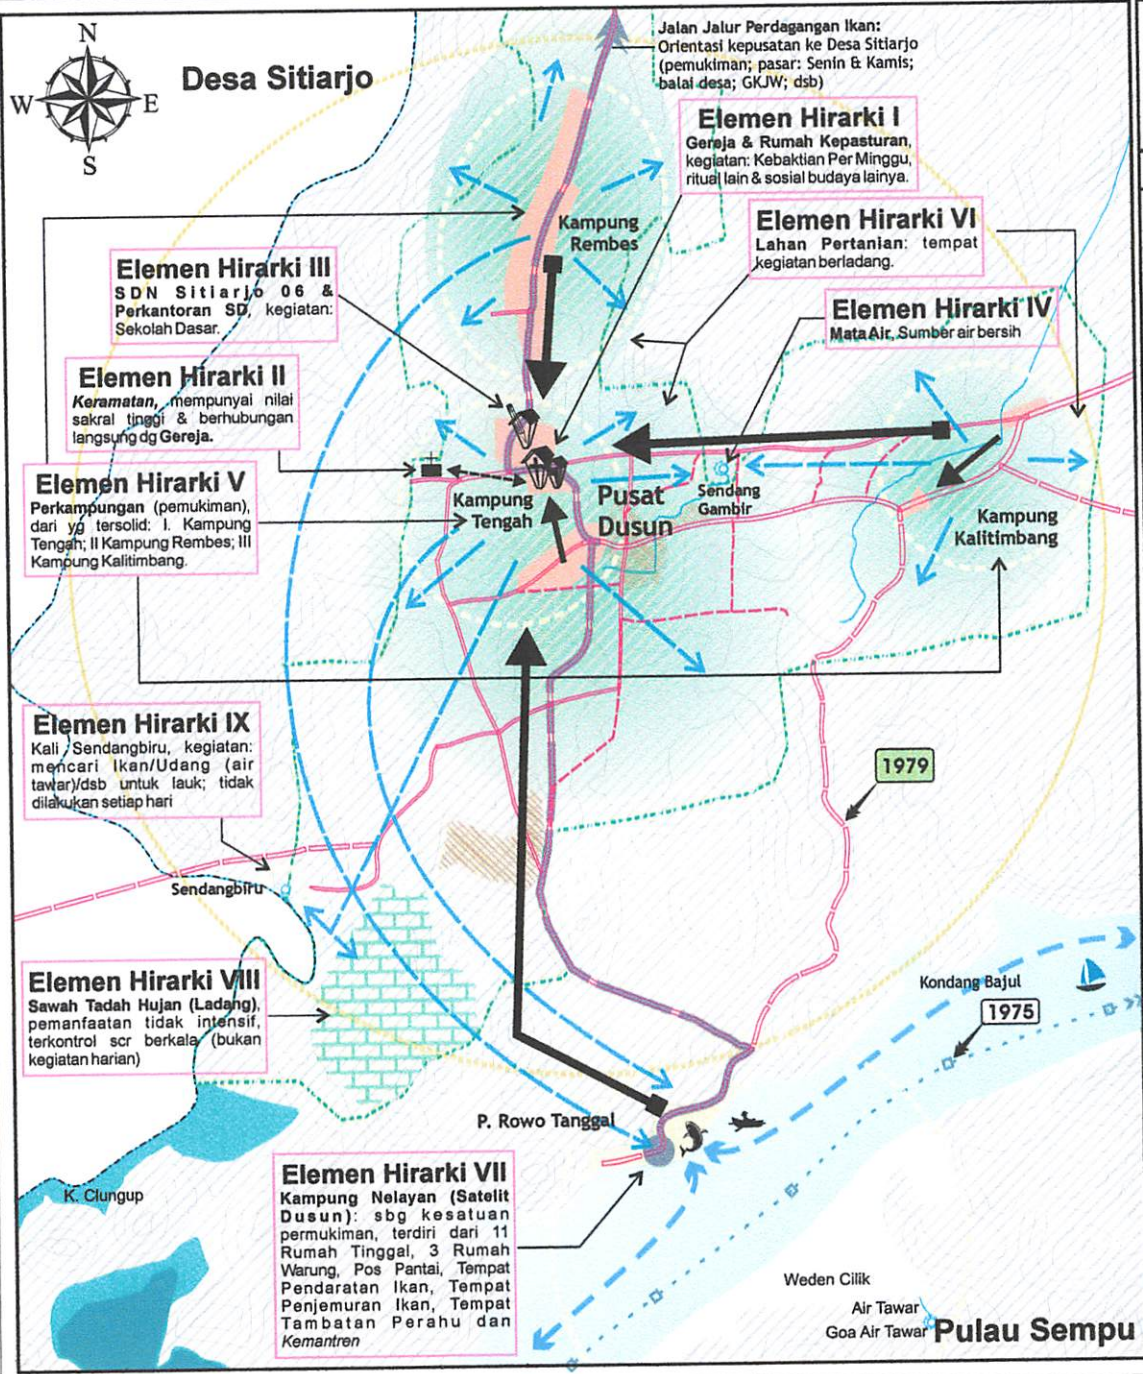 N
W
E
S
Desa Sitiarjo
Jalan Jalur Perdagangan Ikan:
Orientasi kepusatan ke Desa Sitiarjo
(pemukiman; pasar: Senin & Kamis;
balai desa; GKJW; dsb)
Elemen Hirarki I
Gereja & Rumah Kepasturan,
kegiatan: Kebaktian Per Minggu,
ritual lain & sosial budaya lainya.
Kampung
Rembes
Elemen Hirarki VI
Lahan Pertanian: tempat
kegiatan berladang.
Elemen Hirarki III
SDN Sitiarjo 06 &
Perkantoran SD, kegiatan:
Sekolah Dasar.
Elemen Hirarki IV
Mata Air, Sumber air bersih
Elemen Hirarki II
Keramatan, mempunyai nilai
sakral tinggi & berhubungan
langsung dg Gereja.
Elemen Hirarki V
Perkampungan (pemukiman),
dari yg tersolid: I. Kampung
Tengah; II Kampung Rembes; III
Kampung Kalitimbang.
Kampung
Tengah
Pusat
Dusun
Sendang
Gambir
Kampung
Kalitimbang
Elemen Hirarki IX
Kali Sendangbiru, kegiatan:
mencari Ikan/Udang (air
tawar)/dsb untuk lauk; tidak
dilakukan setiap hari
1979
Sendangbiru
Elemen Hirarki VIII
Sawah Tadah Hujan (Ladang),
pemanfaatan tidak intensif,
terkontrol scr berkala (bukan
kegiatan harian)
Kondang Bajul
1975
P. Rowo Tanggal
K. Clungup
Elemen Hirarki VII
Kampung Nelayan (Satelit
Dusun): sbg kesatuan
permukiman, terdiri dari 11
Rumah Tinggal, 3 Rumah
Warung, Pos Pantai, Tempat
Pendaratan Ikan, Tempat
Penjemuran Ikan, Tempat
Tambatan Perahu dan
Kemantren
Weden Cilik
Air Tawar
Goa Air Tawar
Pulau Sempu